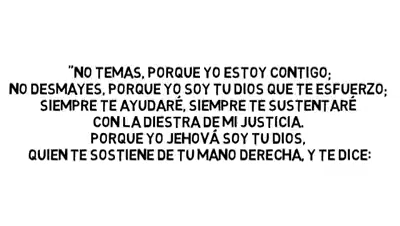 "NO TEMAS, PORQUE YO ESTOY CONTIGO;
NO DESMAYES, PORQUE YO SOY TU DIOS QUE TE ESFUERZO;
SIEMPRE TE AYUDARÉ, SIEMPRE TE SUSTENTARÉ
CON LA DIESTRA DE MI JUSTICIA.
PORQUE YO JEHOVÁ SOY TU DIOS,
QUIEN TE SOSTIENE DE TU MANO DERECHA, Y TE DICE: